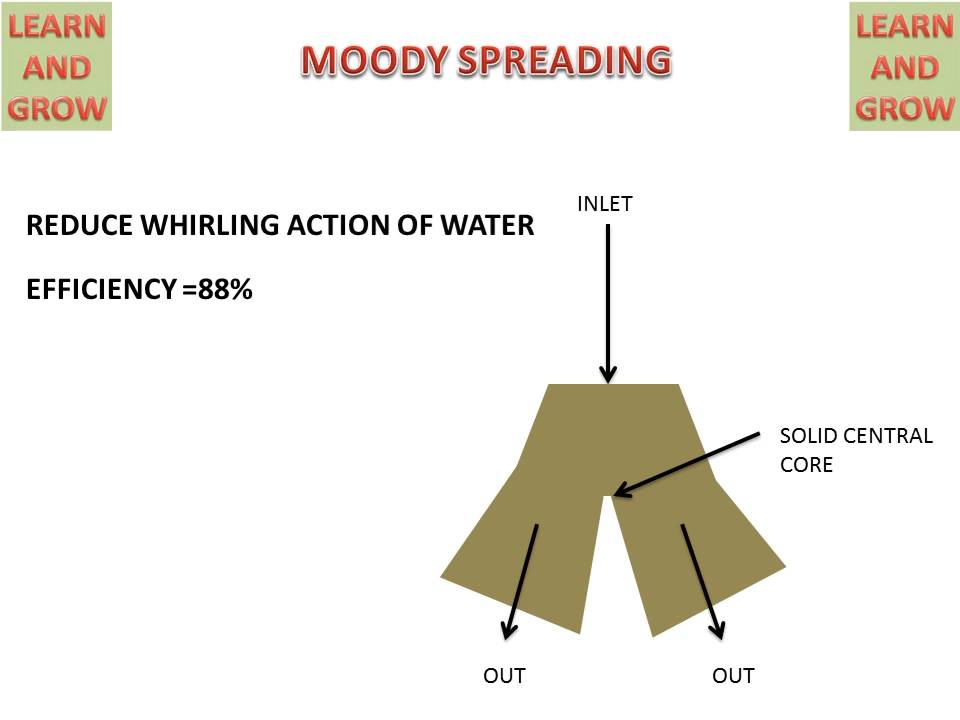 LEARN
AND
GROW
MOODY SPREADING
LEARN
AND
GROW
REDUCE WHIRLING ACTION OF WATER
EFFICIENCY =88%
INLET
SOLID CENTRAL
CORE
OUT
OUT